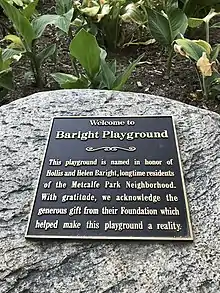 Welcome to
Baright Playground
This playground is named in honor of
Hollis and Helen Baright, longtime residents
of the Metcalfe Park Neighborhood.
With gratitude, we acknowledge the
generous gift from their Foundation which
helped make this playground a reality.